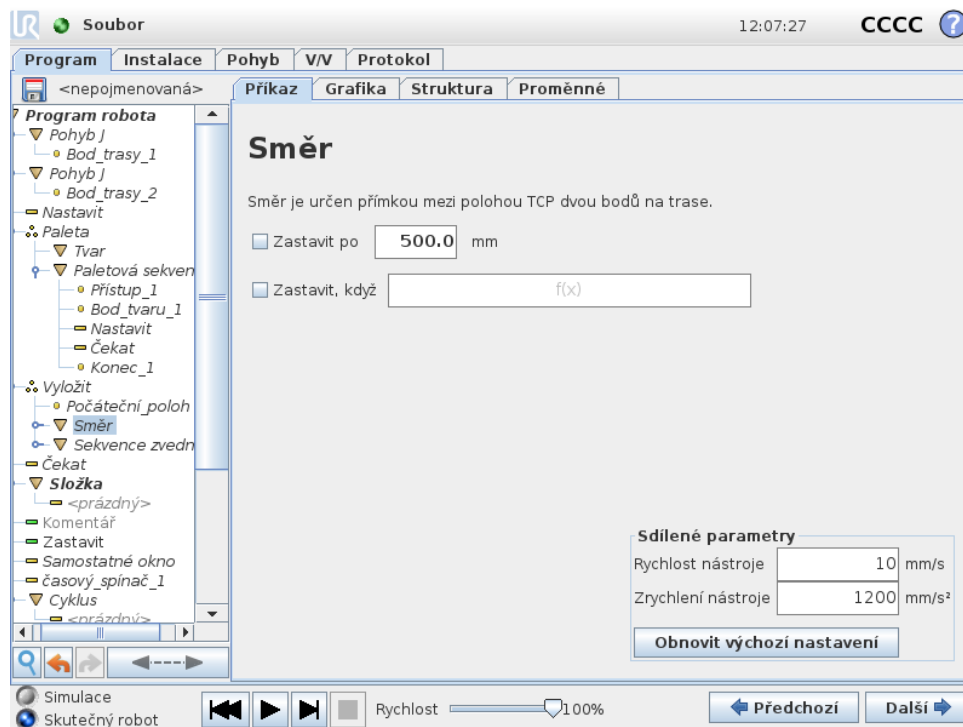 UR Soubor 12:07:27 CCCC ?
Program Instalace Pohyb V/V Protokol
<nepojmenovaná> Příkaz Grafika Struktura Proměnné
Program robota
Pohyb J
Bod_trasy_1
Pohyb J
Bod_trasy_2
Nastavit
Paleta
Tvar
Paletová sekven
Přístup_1
Bod_tvaru_1
Nastavit
Čekat
Konec_1
Vyložit
Počáteční_poloh
Směr
Sekvence zvedn
Čekat
Složka
<prázdný>
Komentář
Zastavit
Samostatné okno
časový_spínač_1
Cyklus
<prázdný>
Směr
Směr je určen přímkou mezi polohou TCP dvou bodů na trase.
Zastavit po 500.0 mm
Zastavit, když f(x)
Sdílené parametry
Rychlost nástroje 10 mm/s
Zrychlení nástroje 1200 mm/s²
Obnovit výchozí nastavení
Simulace
Skutečný robot
Rychlost 100%
Předchozí Další